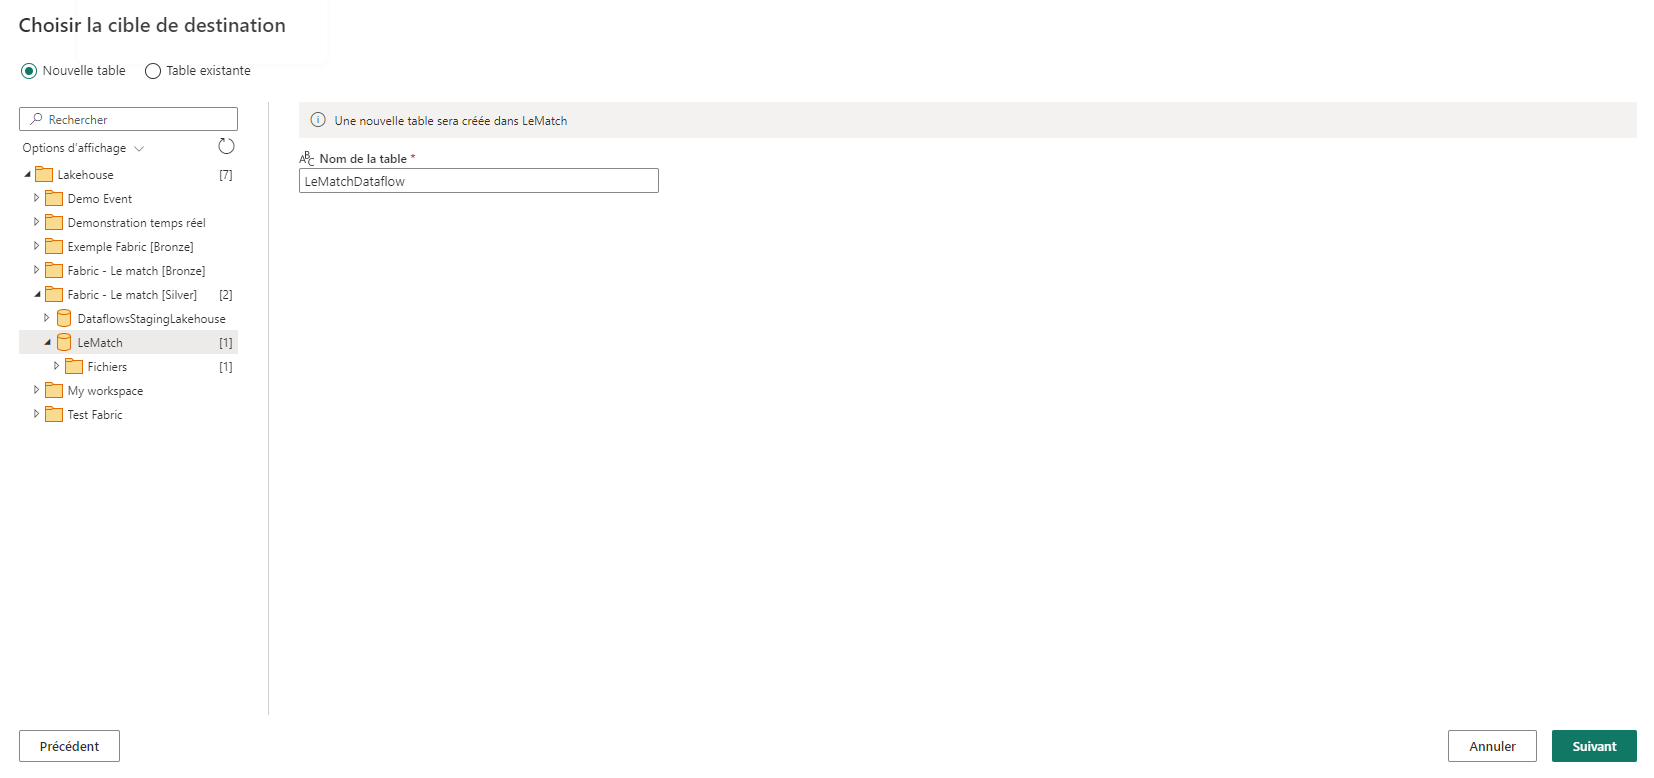 Choisir la cible de destination
Nouvelle table Table existante
Rechercher
Options d'affichage
Lakehouse [7]
Demo Event
Demonstration temps réel
Exemple Fabric [Bronze]
Fabric - Le match [Bronze]
Fabric - Le match [Silver] [2]
DataflowsStagingLakehouse
LeMatch [1]
Fichiers [1]
My workspace
Test Fabric
Une nouvelle table sera créée dans LeMatch
ABC Nom de la table *
LeMatchDataflow
Précédent Annuler Suivant